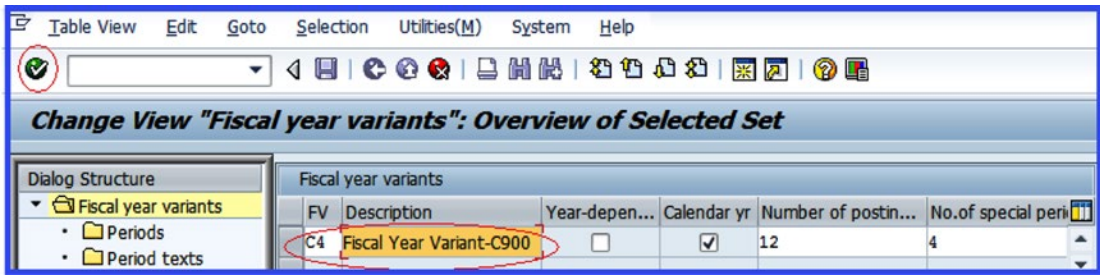 Table View Edit Goto Selection Utilities(M) System Help
Change View "Fiscal year variants": Overview of Selected Set
Dialog Structure
Fiscal year variants
Periods
Period texts
Fiscal year variants
FV Description Year-depen... Calendar yr Number of postin... No.of special peri
C4 Fiscal Year Variant-C900 12 4